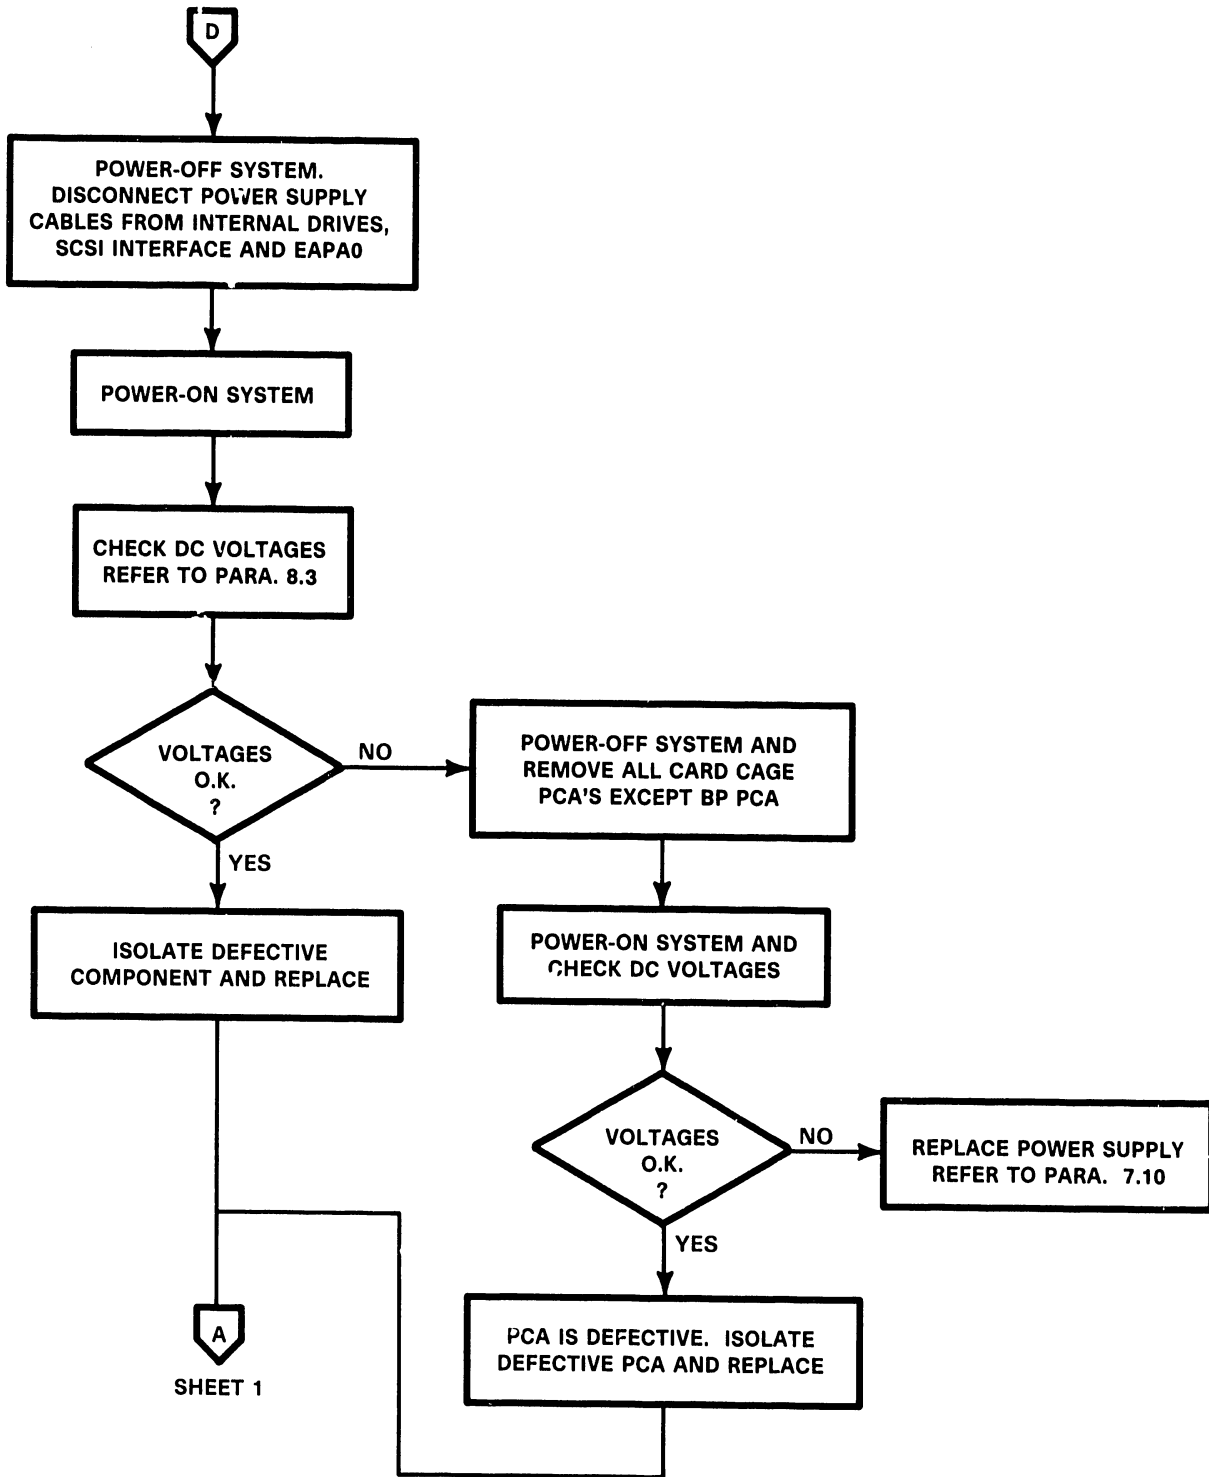 D
POWER-OFF SYSTEM.
DISCONNECT POWER SUPPLY
CABLES FROM INTERNAL DRIVES,
SCSI INTERFACE AND EAPA0
POWER-ON SYSTEM
CHECK DC VOLTAGES
REFER TO PARA. 8.3
VOLTAGES
O.K.
?
NO
YES
POWER-OFF SYSTEM AND
REMOVE ALL CARD CAGE
PCA'S EXCEPT BP PCA
ISOLATE DEFECTIVE
COMPONENT AND REPLACE
POWER-ON SYSTEM AND
CHECK DC VOLTAGES
VOLTAGES
O.K.
?
NO
YES
REPLACE POWER SUPPLY
REFER TO PARA. 7.10
PCA IS DEFECTIVE. ISOLATE
DEFECTIVE PCA AND REPLACE
A
SHEET 1